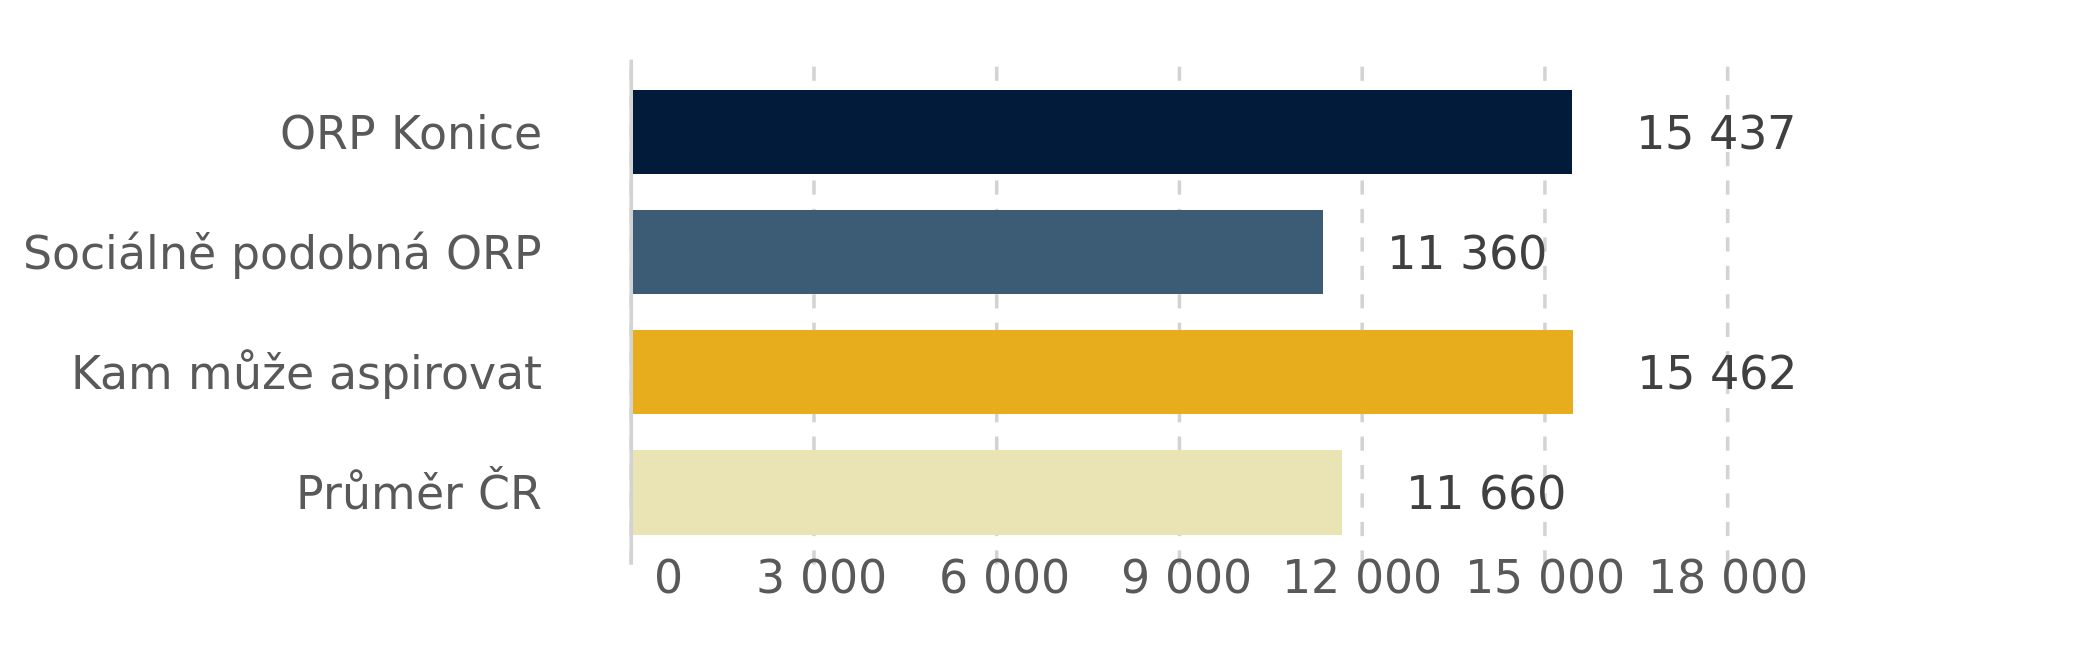 ORP Konice 15 437
Sociálně podobná ORP 11 360
Kam může aspirovat 15 462
Průměr ČR 11 660
0 3 000 6 000 9 000 12 000 15 000 18 000